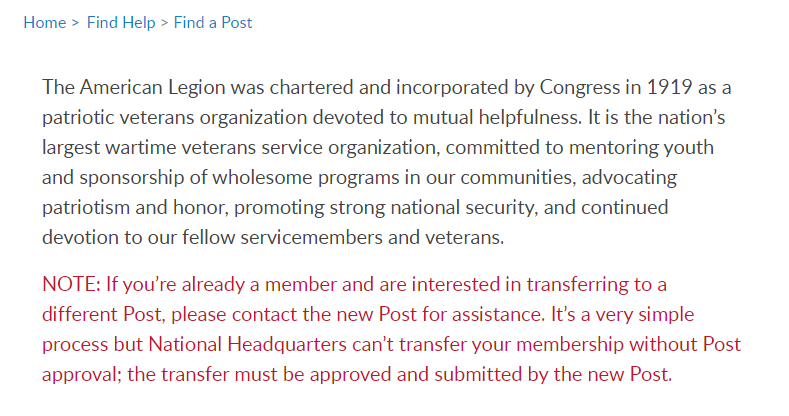 Home > Find Help > Find a Post
The American Legion was chartered and incorporated by Congress in 1919 as a
patriotic veterans organization devoted to mutual helpfulness. It is the nation’s
largest wartime veterans service organization, committed to mentoring youth
and sponsorship of wholesome programs in our communities, advocating
patriotism and honor, promoting strong national security, and continued
devotion to our fellow servicemembers and veterans.
NOTE: If you’re already a member and are interested in transferring to a
different Post, please contact the new Post for assistance. It’s a very simple
process but National Headquarters can’t transfer your membership without Post
approval; the transfer must be approved and submitted by the new Post.